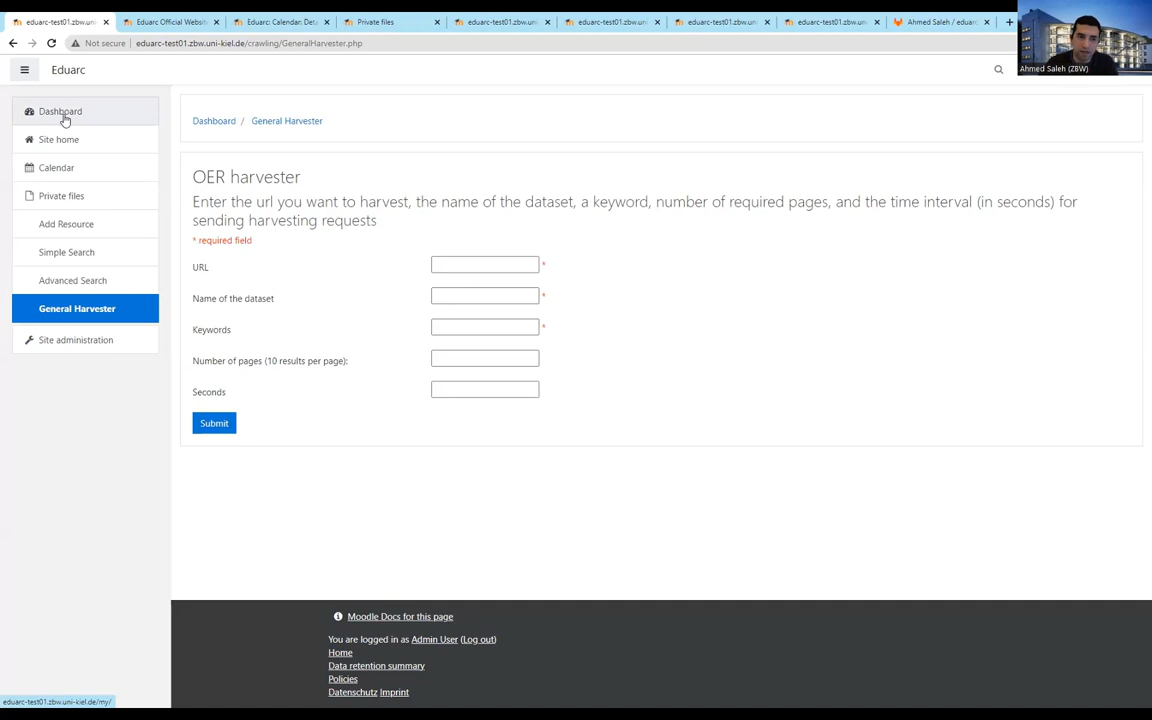 eduarc-test01.zbw.uni
Eduarc Official Websit
Eduarc: Calendar: Deta
Private files
eduarc-test01.zbw.uni-
eduarc-test01.zbw.uni-
eduarc-test01.zbw.uni-
eduarc-test01.zbw.uni-
Ahmed Saleh / eduarc
Not secure
eduarc-test01.zbw.uni-kiel.de/crawling/GeneralHarvester.php
Ahmed Saleh (ZBW)
Eduarc
Dashboard
Site home
Calendar
Private files
Add Resource
Simple Search
Advanced Search
General Harvester
Site administration
Dashboard / General Harvester
OER harvester
Enter the url you want to harvest, the name of the dataset, a keyword, number of required pages, and the time interval (in seconds) for
sending harvesting requests
* required field
URL *
Name of the dataset *
Keywords *
Number of pages (10 results per page):
Seconds
Submit
Moodle Docs for this page
You are logged in as Admin User (Log out)
Home
Data retention summary
Policies
Datenschutz Imprint
eduarc-test01.zbw.uni-kiel.de/my/